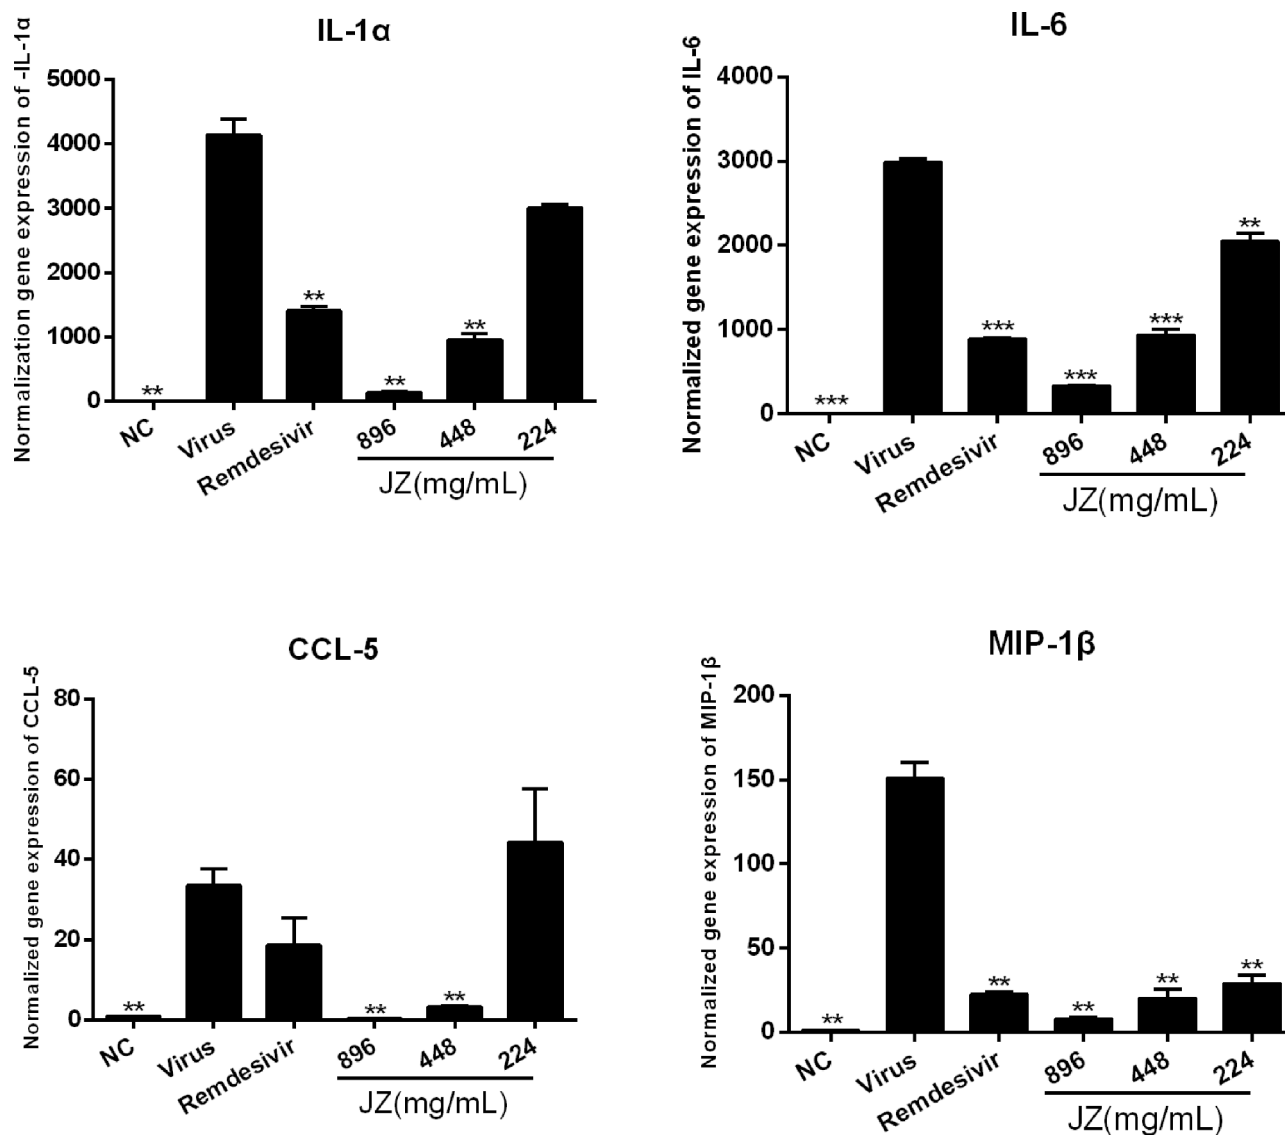 IL-1α
Normalization gene expression of -IL-1α
5000
4000
3000
2000
1000
0
**
**
**
**
NC
Virus
Remdesivir
896
448
224
JZ(mg/mL)
IL-6
Normalized gene expression of IL-6
4000
3000
2000
1000
0
***
***
***
***
**
NC
Virus
Remdesivir
896
448
224
JZ(mg/mL)
CCL-5
Normalized gene expression of CCL-5
80
60
40
20
0
**
**
**
NC
Virus
Remdesivir
896
448
224
JZ(mg/mL)
MIP-1β
Normalized gene expression of MIP-1β
200
150
100
50
0
**
**
**
**
**
NC
Virus
Remdesivir
896
448
224
JZ(mg/mL)